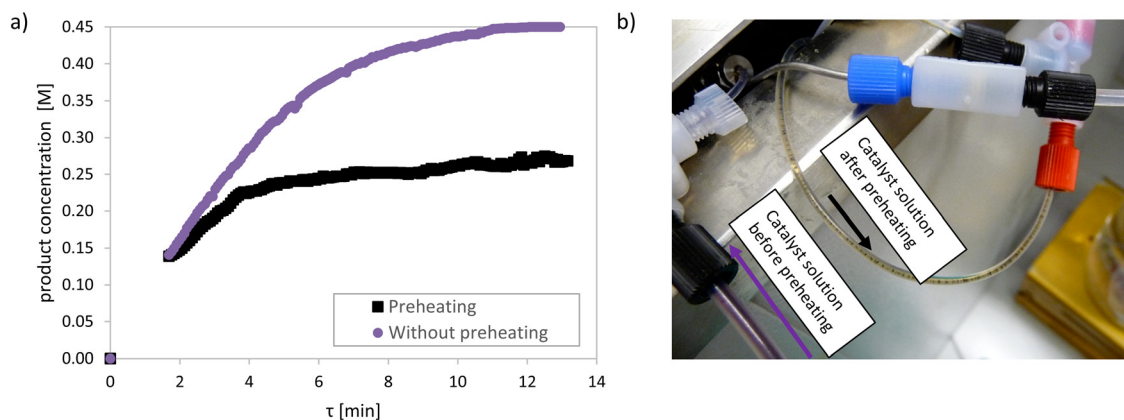 a)
product concentration [M]
0.45
0.40
0.35
0.30
0.25
0.20
0.15
0.10
0.05
0.00
0
2
4
6
8
10
12
14
τ [min]
Preheating
Without preheating
b)
Catalyst solution
after preheating
Catalyst solution
before preheating